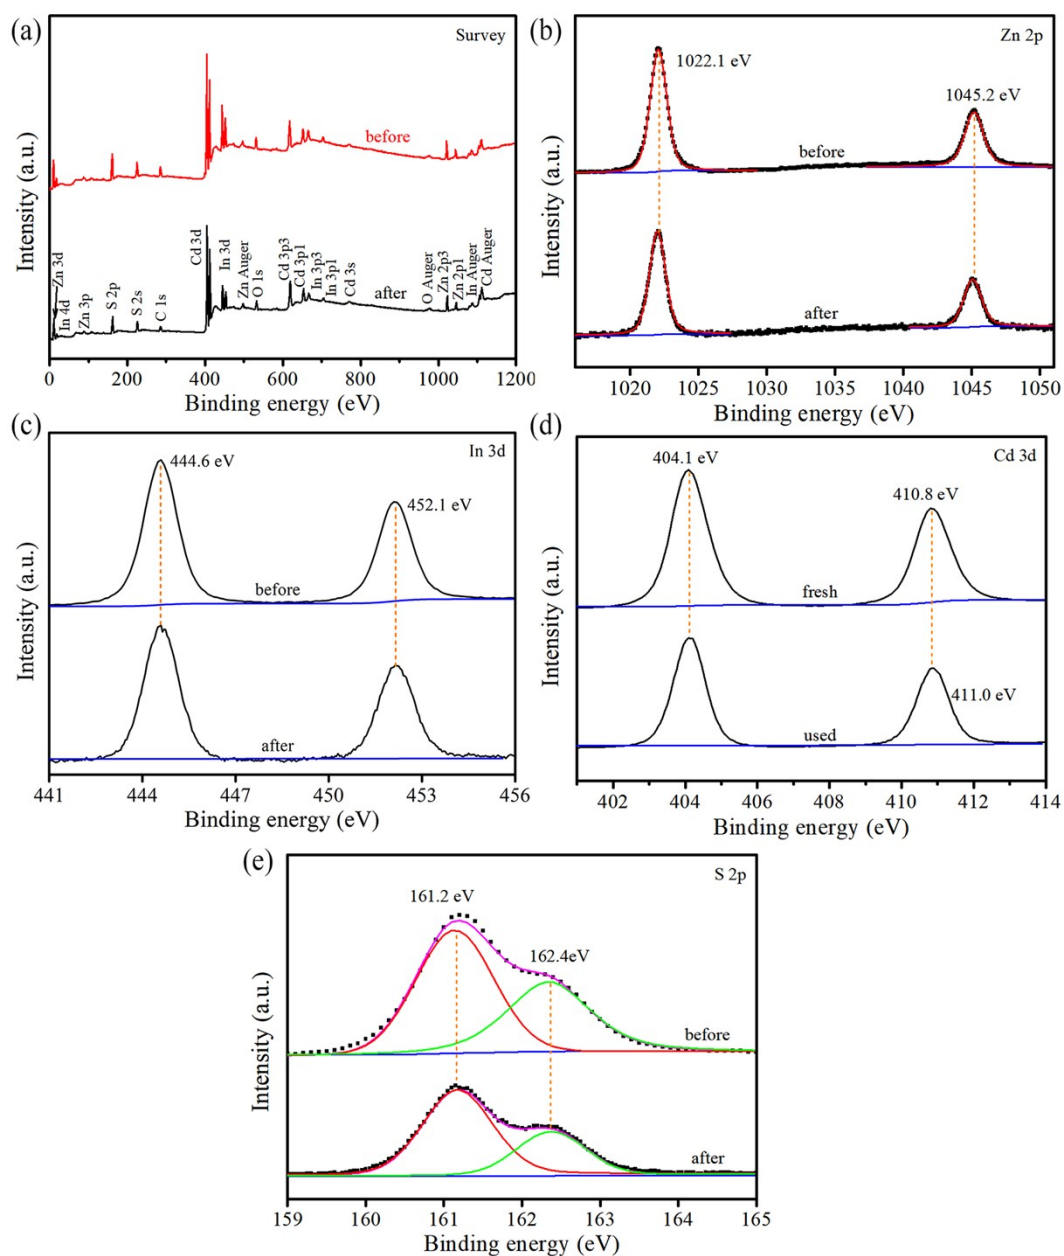 (a)
Survey
before
after
Zn 3d
In 4d
Zn 3p
S 2p
S 2s
C 1s
Cd 3d
In 3d
Zn Auger
O 1s
Cd 3p3
Cd 3p1
In 3p3
In 3p1
Cd 3s
O Auger
Zn 2p3
Zn 2p1
In Auger
Cd Auger
Intensity (a.u.)
0 200 400 600 800 1000 1200
Binding energy (eV)
(b)
Zn 2p
1022.1 eV
1045.2 eV
before
after
Intensity (a.u.)
1020 1025 1030 1035 1040 1045 1050
Binding energy (eV)
(c)
In 3d
444.6 eV
452.1 eV
before
after
Intensity (a.u.)
441 444 447 450 453 456
Binding energy (eV)
(d)
Cd 3d
404.1 eV
410.8 eV
fresh
411.0 eV
used
Intensity (a.u.)
402 404 406 408 410 412 414
Binding energy (eV)
(e)
S 2p
161.2 eV
162.4eV
before
after
Intensity (a.u.)
159 160 161 162 163 164 165
Binding energy (eV)